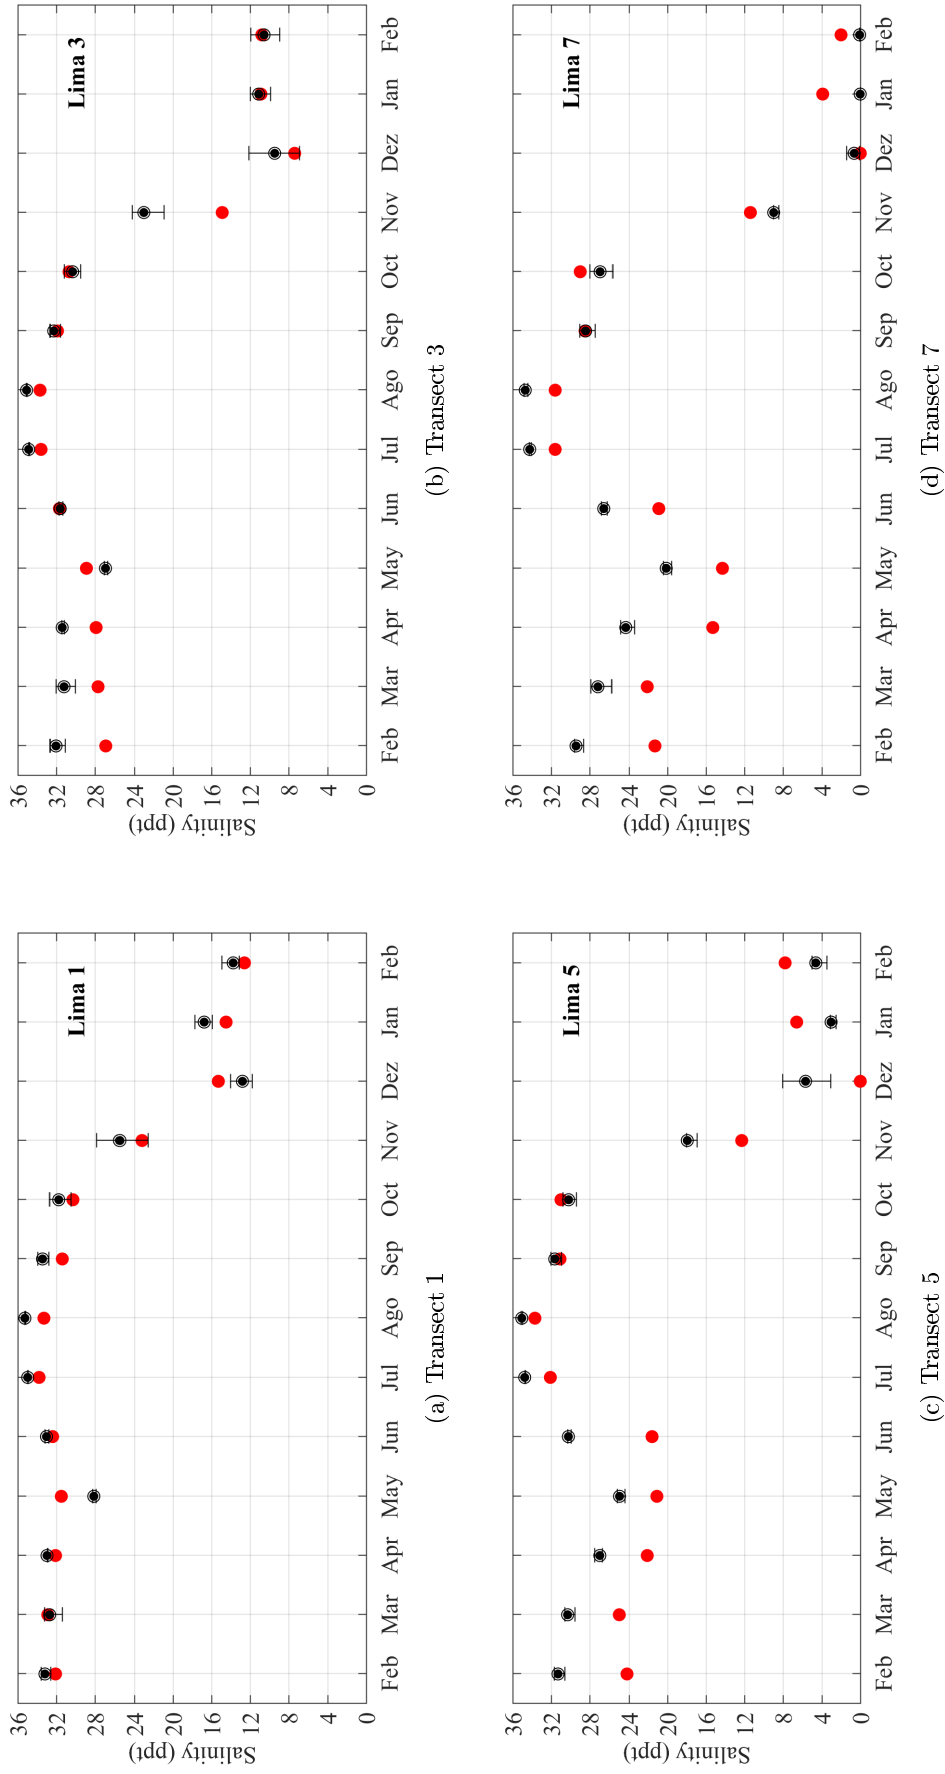 Lima 1
Salinity (ppt)
36
32
28
24
20
16
12
8
4
0
Feb Mar Apr May Jun Jul Ago Sep Oct Nov Dez Jan Feb
(a) Transect 1
Lima 3
Salinity (ppt)
36
32
28
24
20
16
12
8
4
0
Feb Mar Apr May Jun Jul Ago Sep Oct Nov Dez Jan Feb
(b) Transect 3
Lima 5
Salinity (ppt)
36
32
28
24
20
16
12
8
4
0
Feb Mar Apr May Jun Jul Ago Sep Oct Nov Dez Jan Feb
(c) Transect 5
Lima 7
Salinity (ppt)
36
32
28
24
20
16
12
8
4
0
Feb Mar Apr May Jun Jul Ago Sep Oct Nov Dez Jan Feb
(d) Transect 7